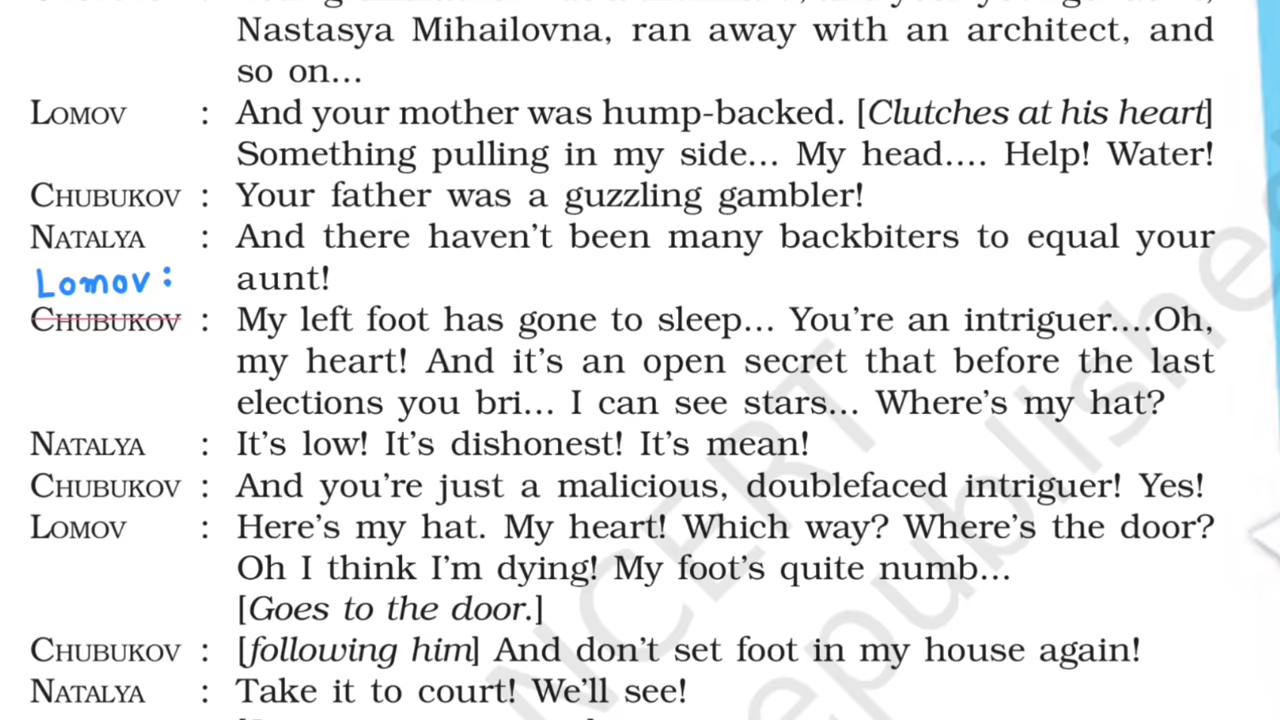 Nastasya Mihailovna, ran away with an architect, and
so on...
LOMOV : And your mother was hump-backed. [Clutches at his heart]
Something pulling in my side... My head.... Help! Water!
CHUBUKOV : Your father was a guzzling gambler!
NATALYA : And there haven't been many backbiters to equal your
Lomov: aunt!
CHUBUKOV : My left foot has gone to sleep... You're an intriguer....Oh,
my heart! And it's an open secret that before the last
elections you bri... I can see stars... Where's my hat?
NATALYA : It's low! It's dishonest! It's mean!
CHUBUKOV : And you're just a malicious, doublefaced intriguer! Yes!
LOMOV : Here's my hat. My heart! Which way? Where's the door?
Oh I think I'm dying! My foot's quite numb...
[Goes to the door.]
CHUBUKOV : [following him] And don't set foot in my house again!
NATALYA : Take it to court! We'll see!
NCERT
republishe